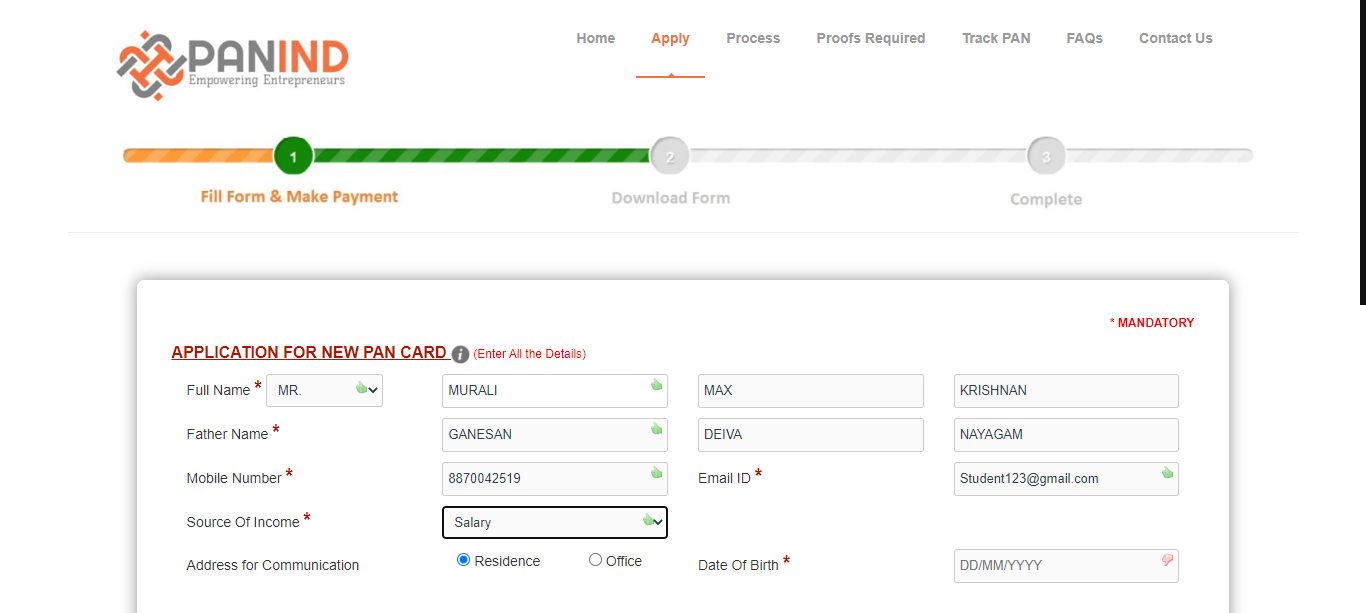 PANIND
Empowering Entrepreneurs
Home Apply Process Proofs Required Track PAN FAQs Contact Us
1 2 3
Fill Form & Make Payment Download Form Complete
* MANDATORY
APPLICATION FOR NEW PAN CARD i (Enter All the Details)
Full Name * MR. MURALI MAX KRISHNAN
Father Name * GANESAN DEIVA NAYAGAM
Mobile Number * 8870042519 Email ID * Student123@gmail.com
Source Of Income * Salary
Address for Communication Residence Office Date Of Birth * DD/MM/YYYY